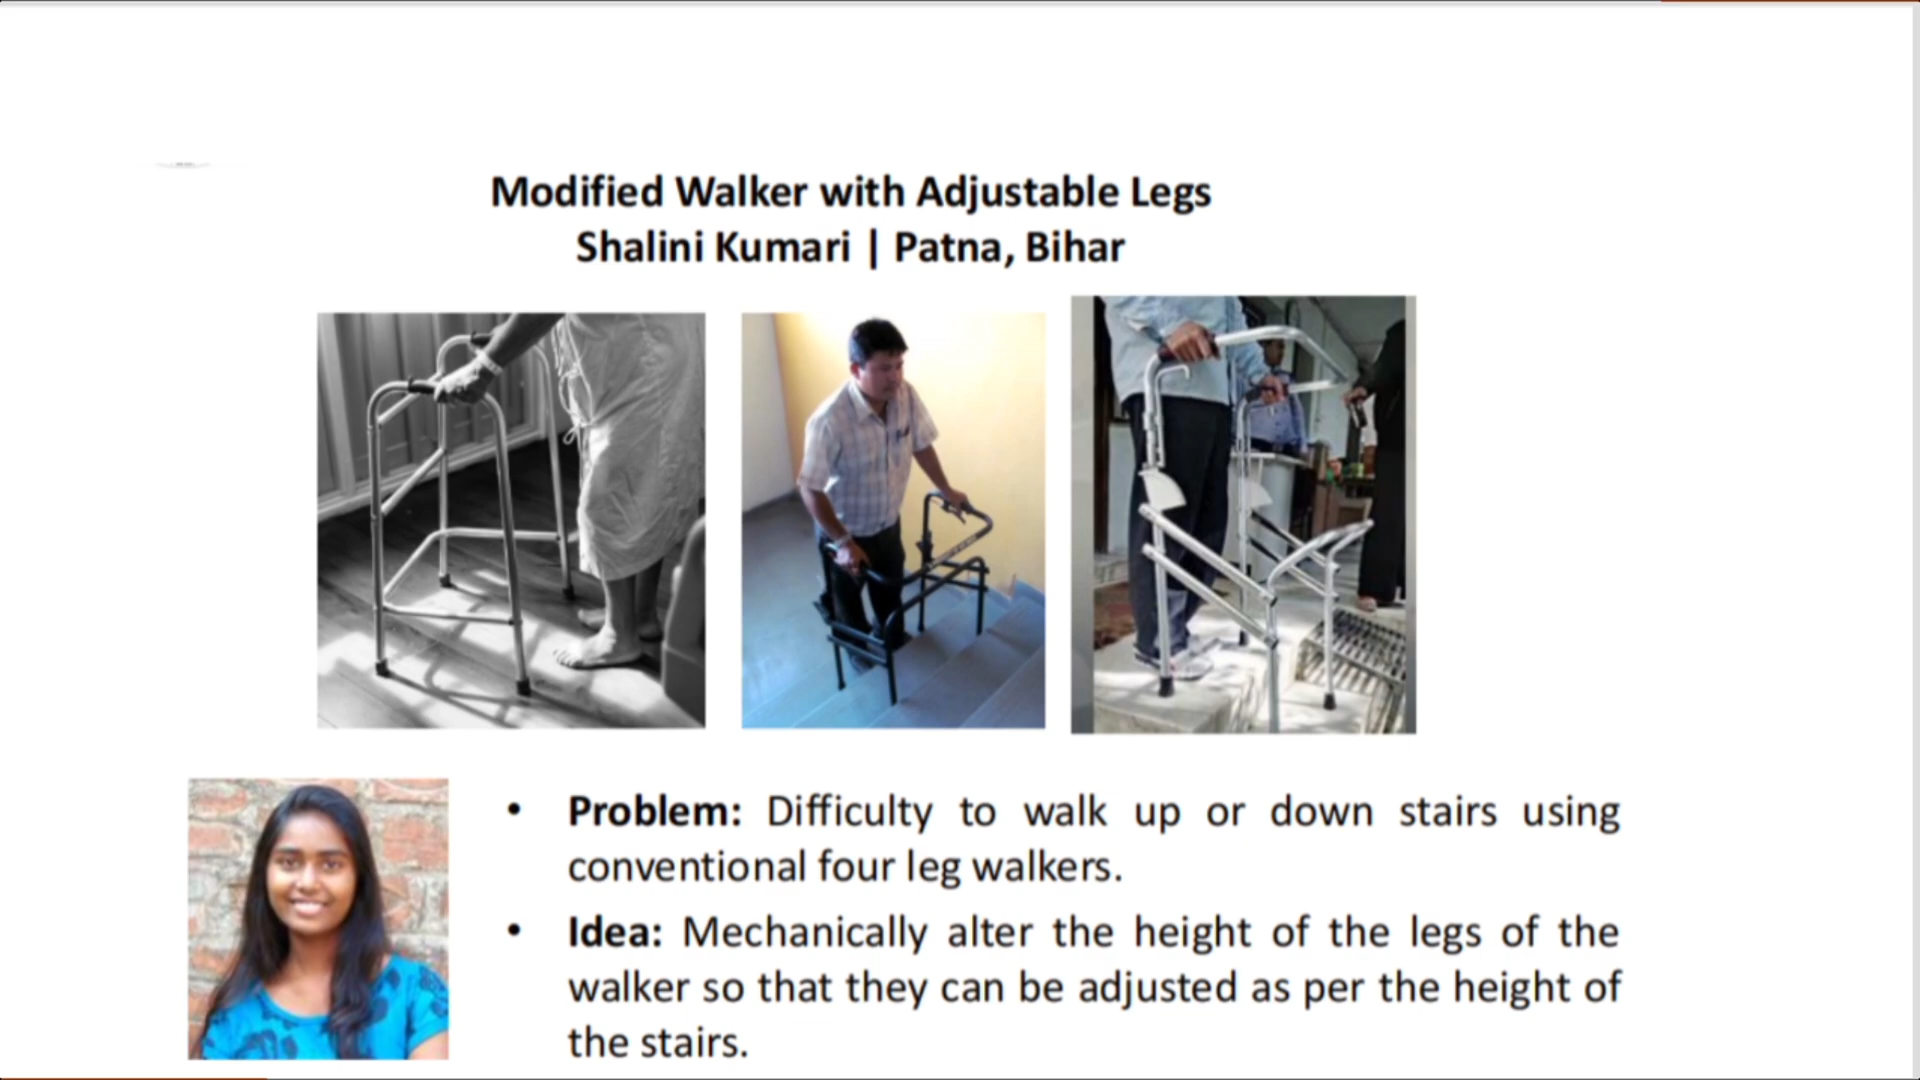 Modified Walker with Adjustable Legs
Shalini Kumari | Patna, Bihar
• Problem: Difficulty to walk up or down stairs using
conventional four leg walkers.
• Idea: Mechanically alter the height of the legs of the
walker so that they can be adjusted as per the height of
the stairs.